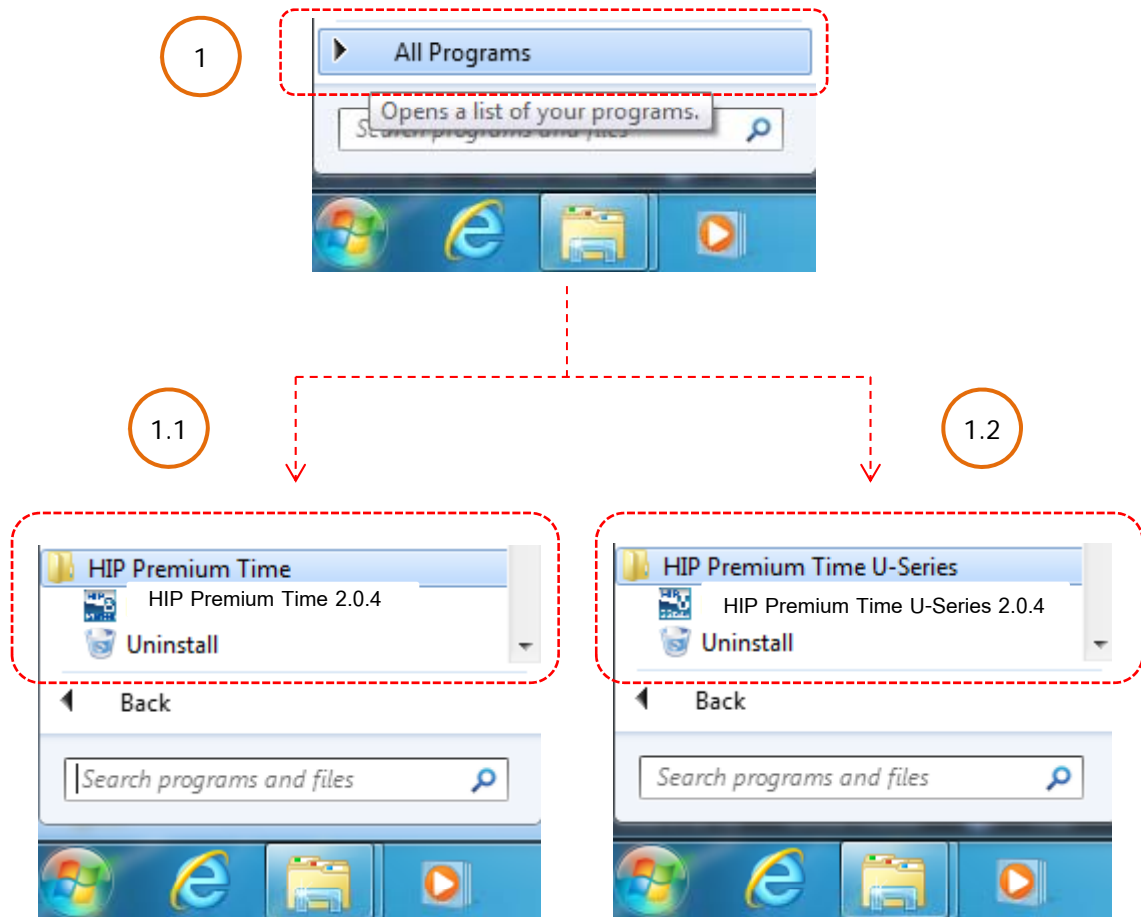 1
All Programs
Opens a list of your programs.
Search programs and files
1.1
1.2
HIP Premium Time
HIP Premium Time 2.0.4
Uninstall
Back
Search programs and files
HIP Premium Time U-Series
HIP Premium Time U-Series 2.0.4
Uninstall
Back
Search programs and files